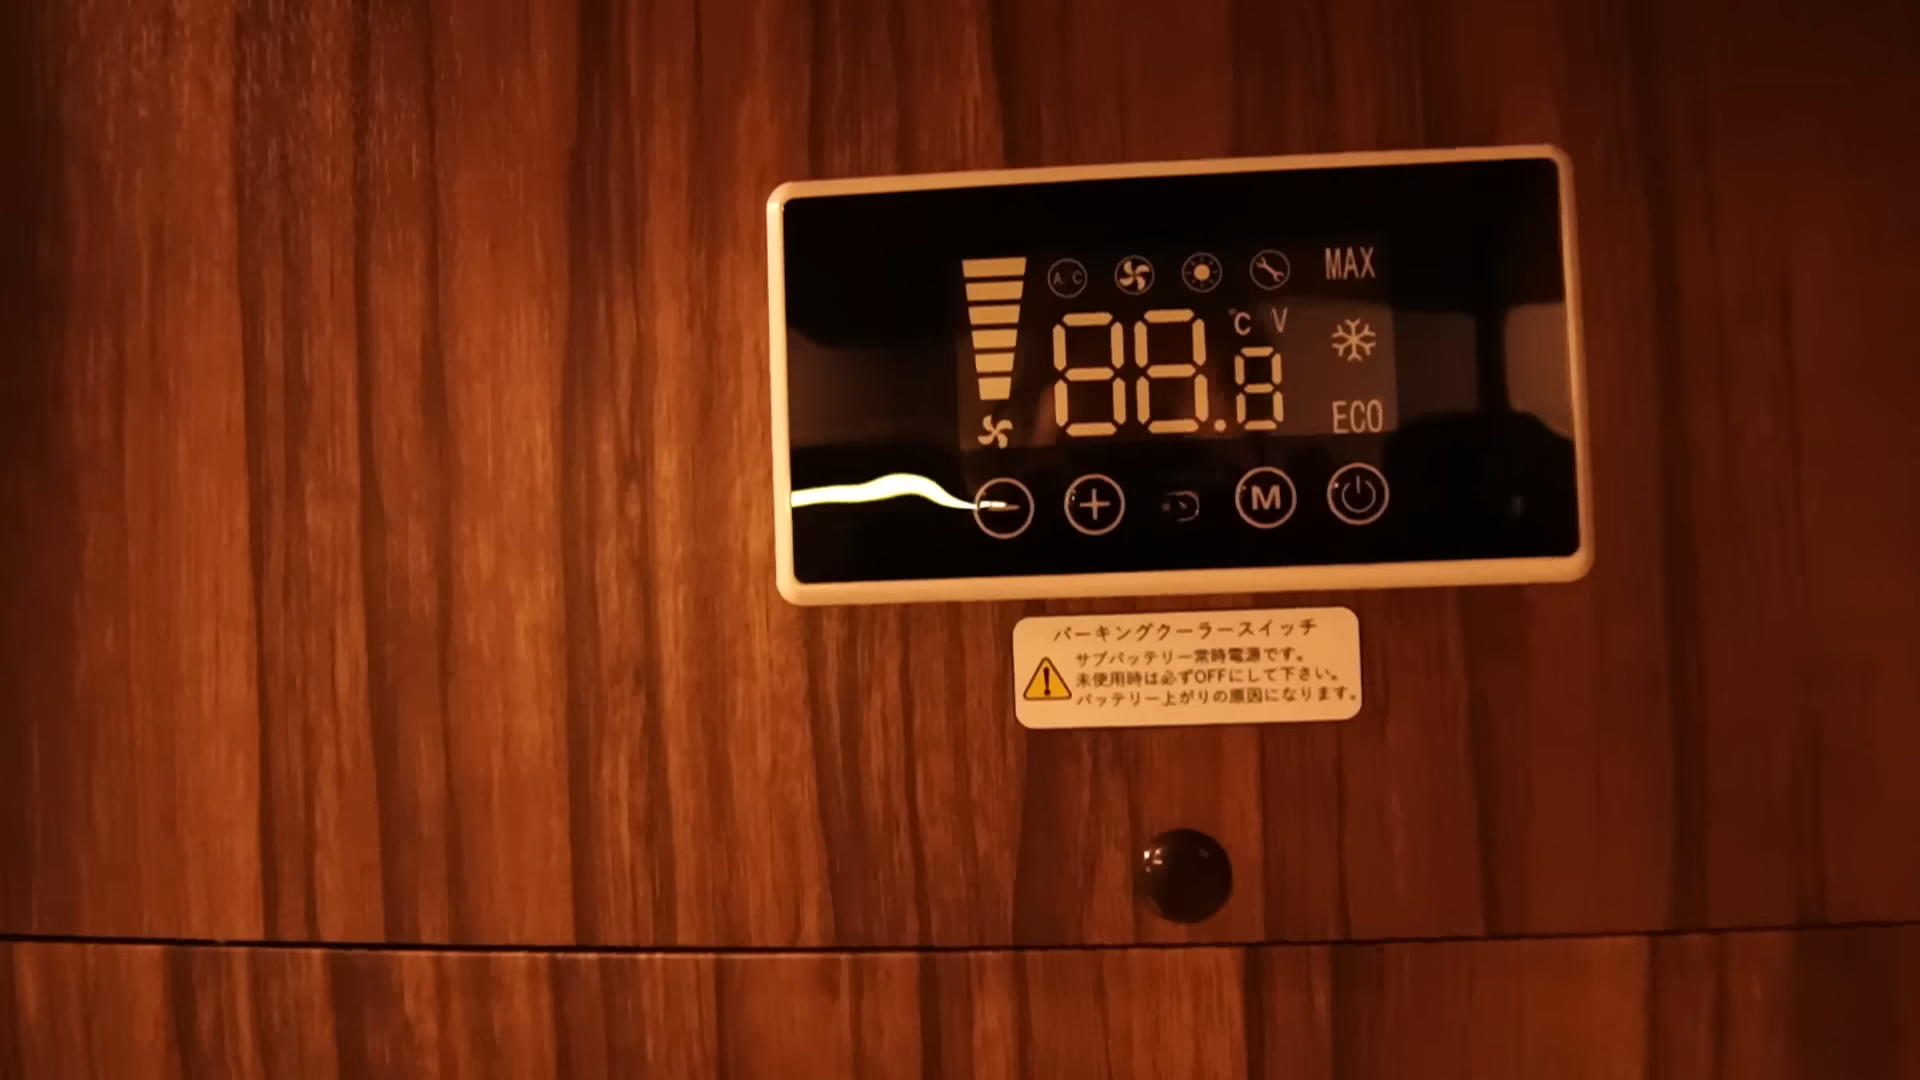 MAX
A/C
℃ V
88.8
ECO
M
パーキングクーラースイッチ
サブバッテリー常時電源です。
未使用時は必ずOFFにして下さい。
バッテリー上がりの原因になります。